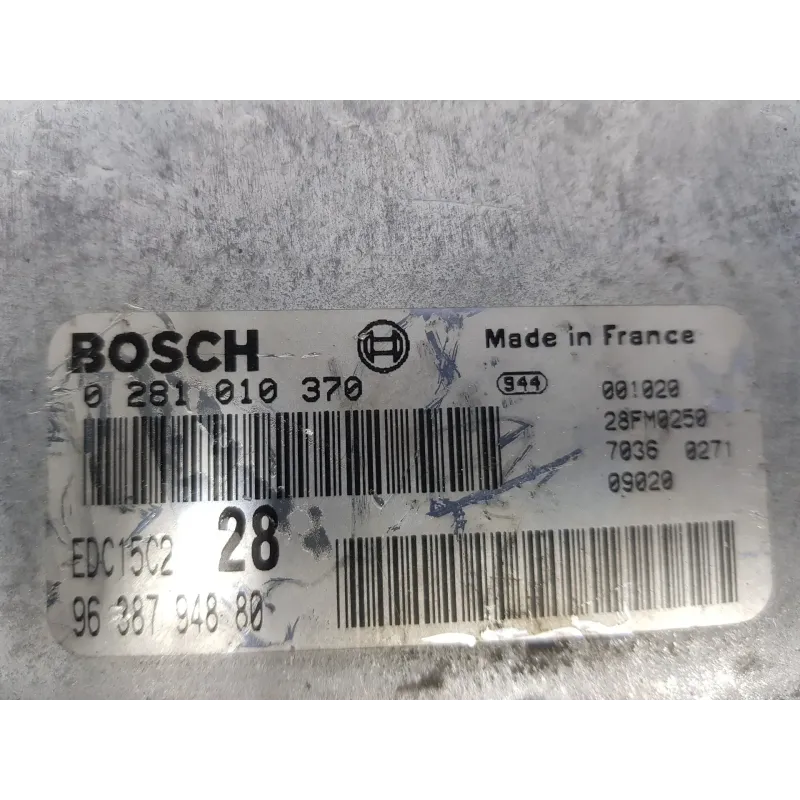 BOSCH Made in France
0 281 010 370 944 001020
28FM0250
7036 0271
09020
EDC15C2 28
96 387 948 80